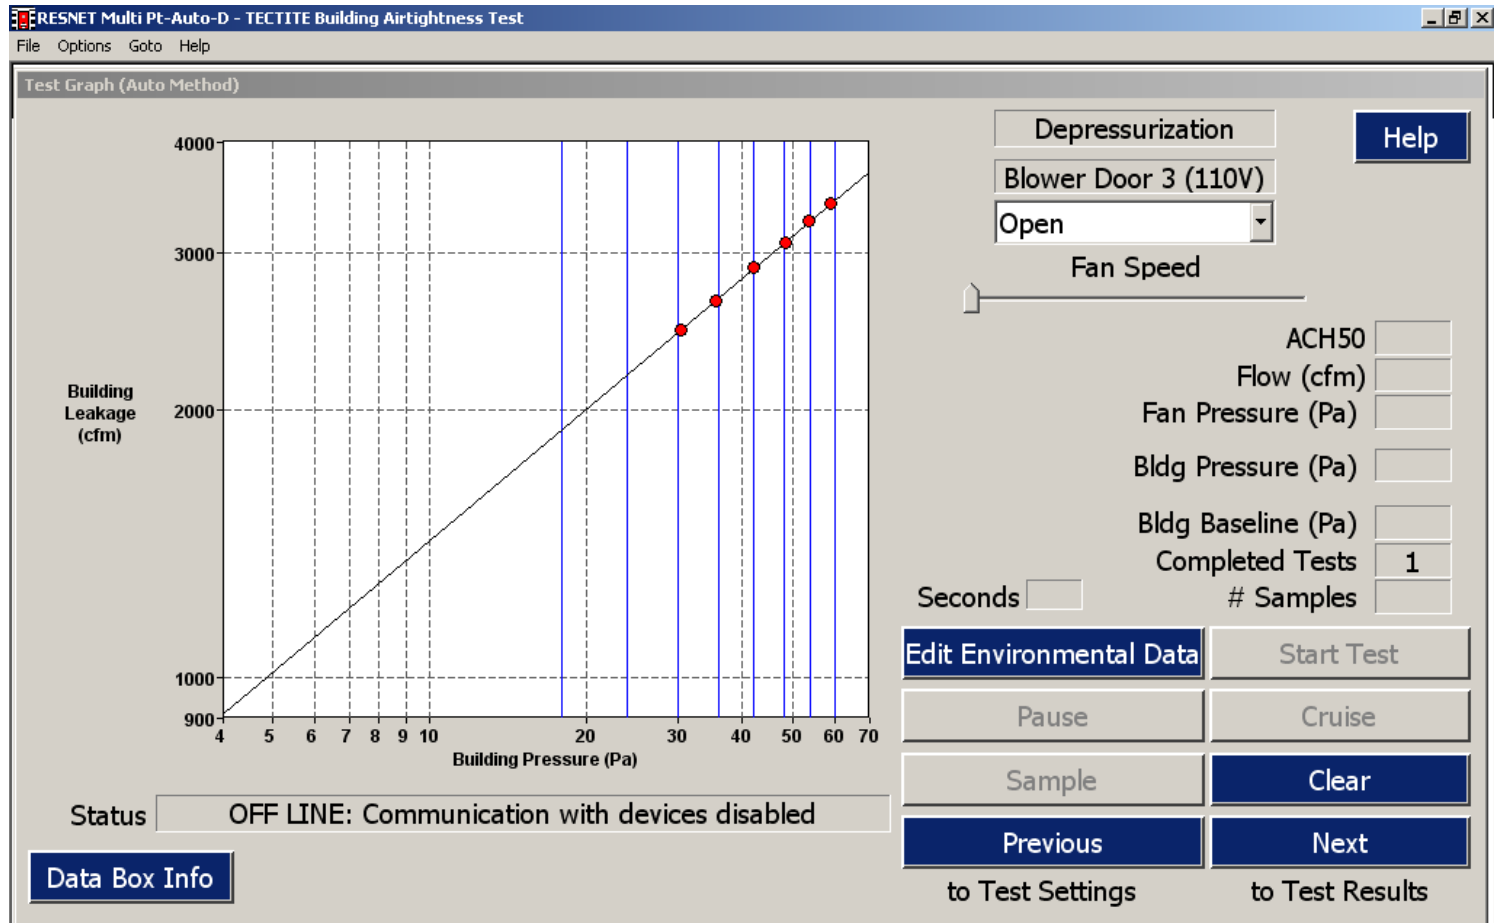 RESNET Multi Pt-Auto-D - TECTITE Building Airtightness Test
File Options Goto Help
Test Graph (Auto Method)
4000
3000
2000
1000
900
Building
Leakage
(cfm)
4 5 6 7 8 9 10 20 30 40 50 60 70
Building Pressure (Pa)
Status OFF LINE: Communication with devices disabled
Data Box Info
Depressurization
Help
Blower Door 3 (110V)
Open
Fan Speed
ACH50
Flow (cfm)
Fan Pressure (Pa)
Bldg Pressure (Pa)
Bldg Baseline (Pa)
Completed Tests 1
Seconds # Samples
Edit Environmental Data Start Test
Pause Cruise
Sample Clear
Previous Next
to Test Settings to Test Results